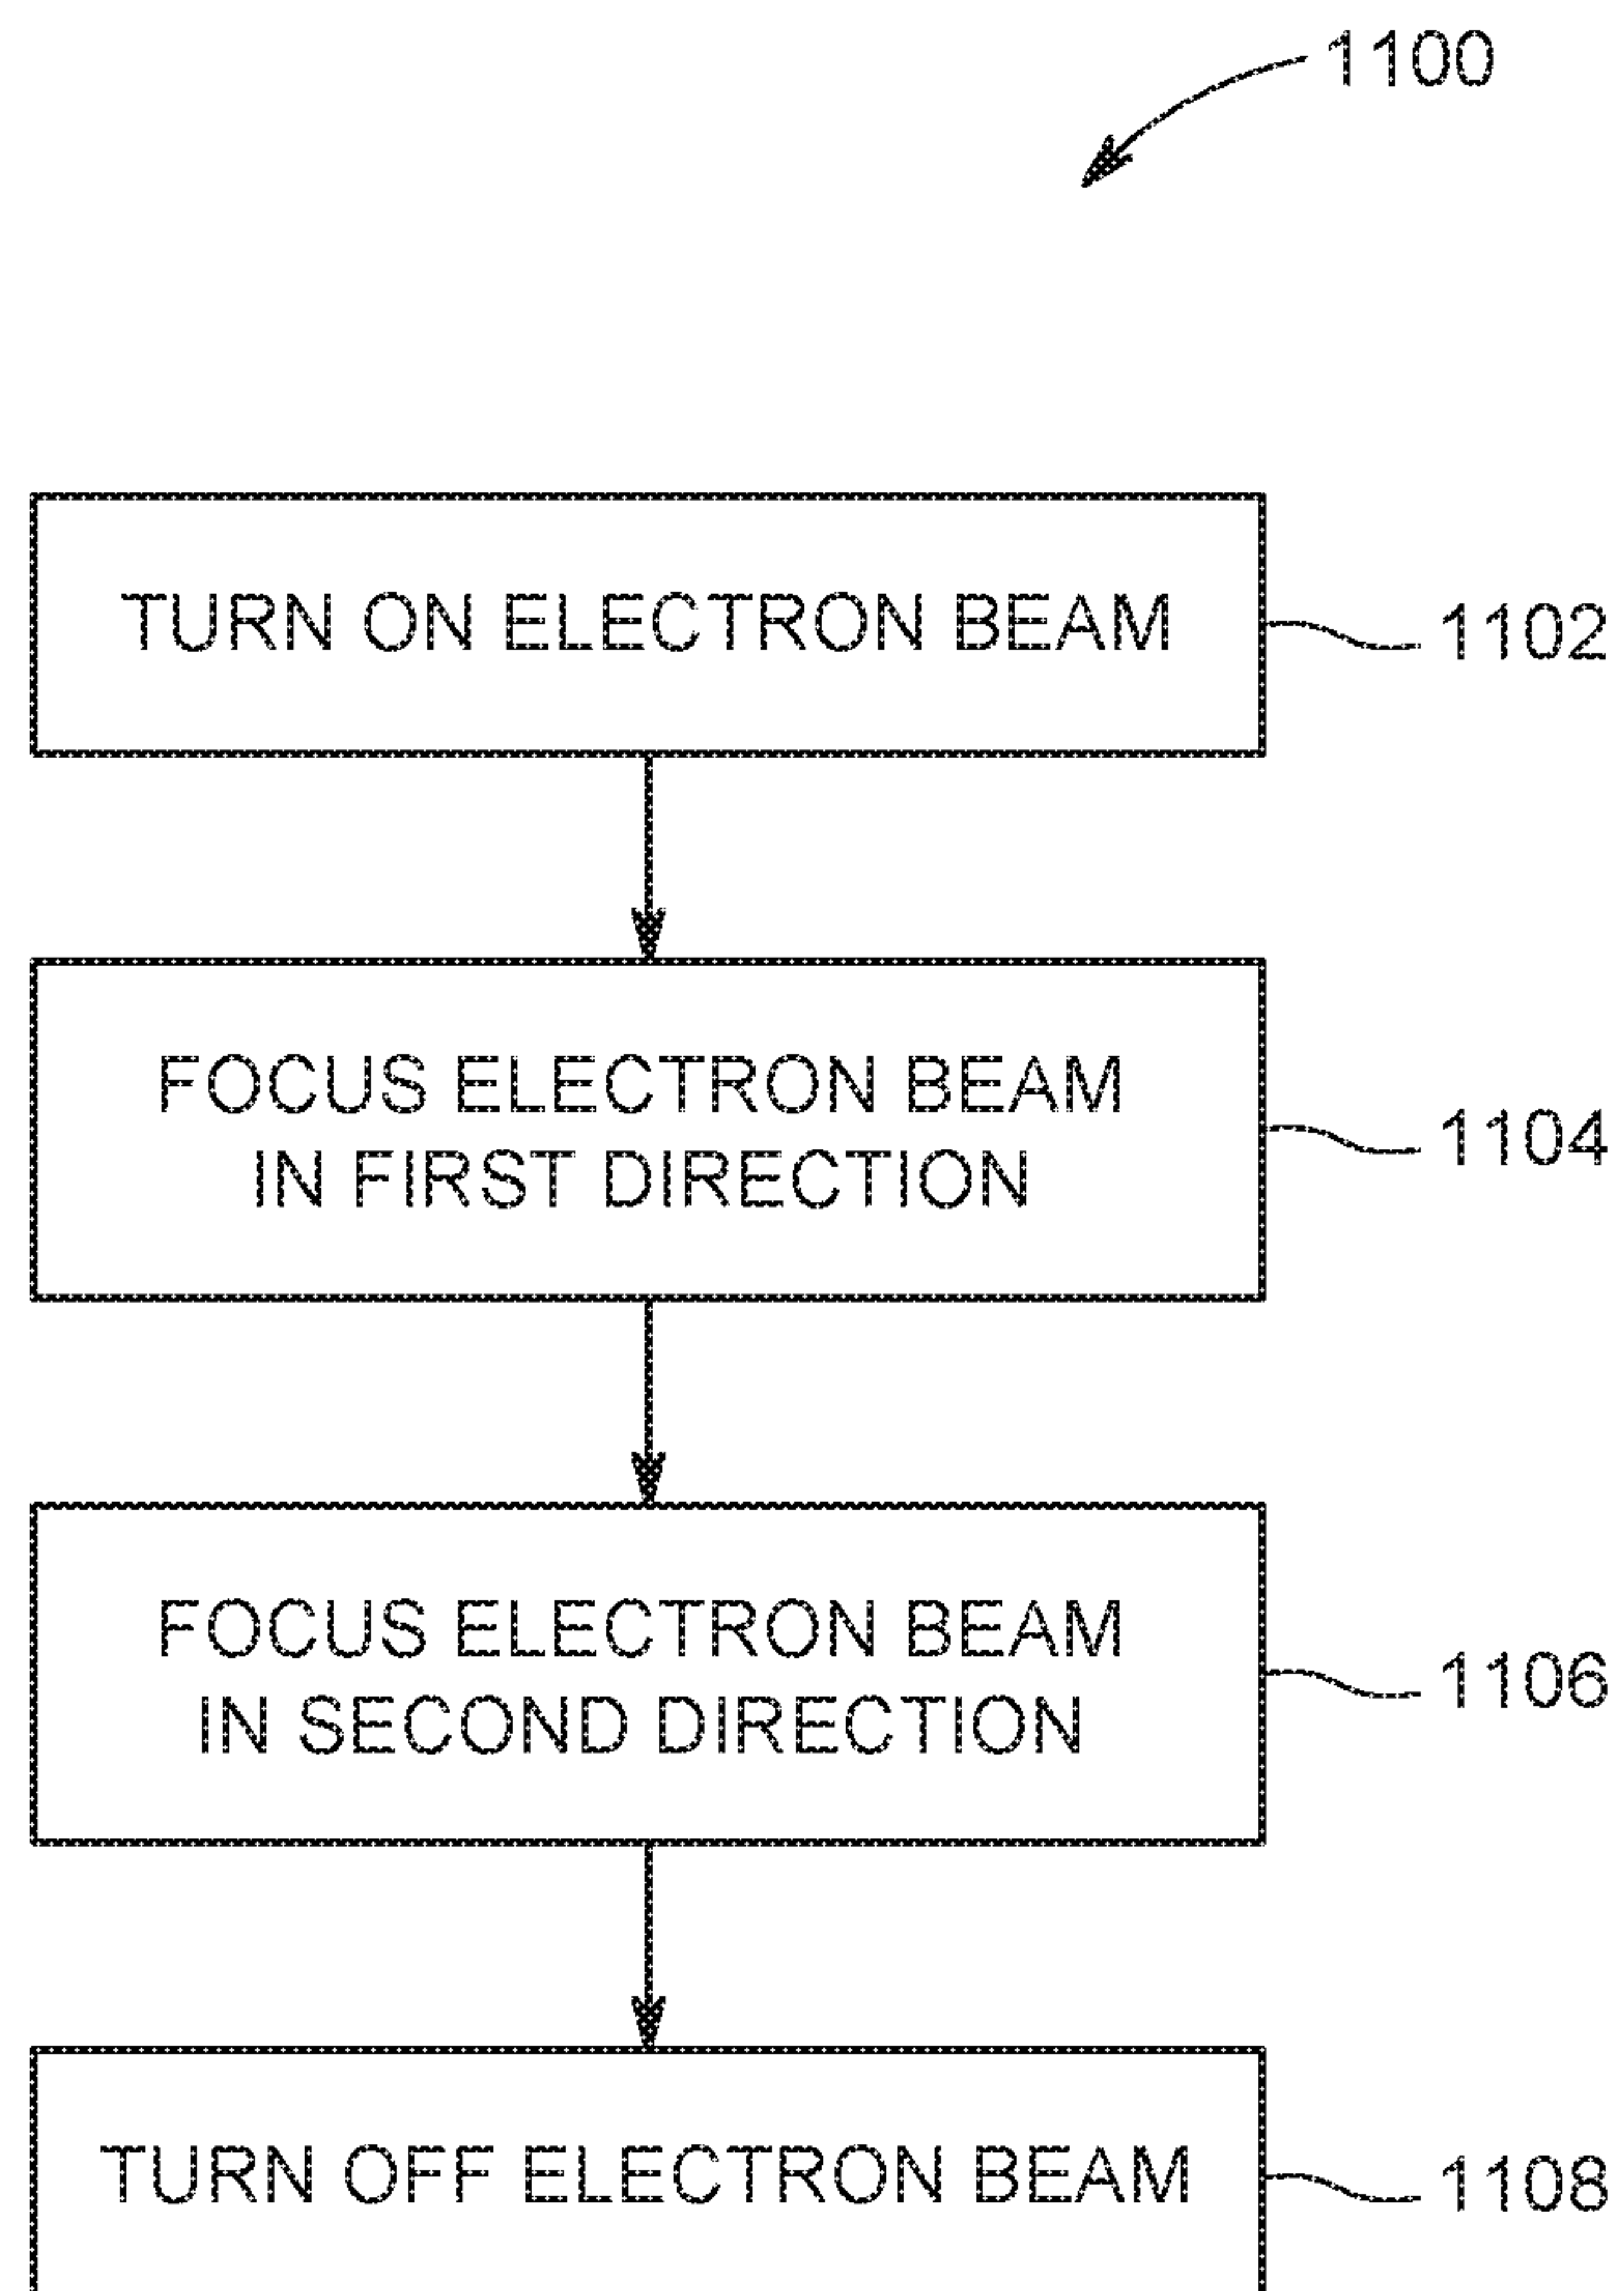 1100
TURN ON ELECTRON BEAM
1102
FOCUS ELECTRON BEAM
IN FIRST DIRECTION
1104
FOCUS ELECTRON BEAM
IN SECOND DIRECTION
1106
TURN OFF ELECTRON BEAM
1108